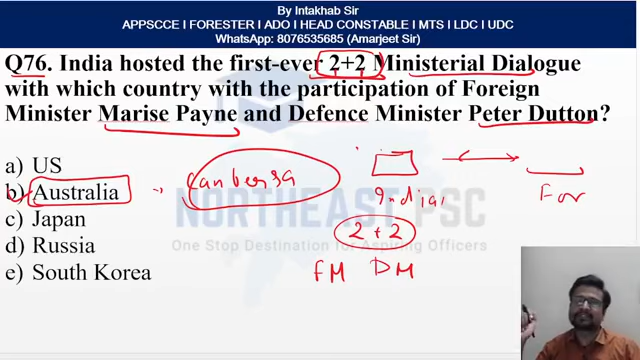 By Intakhab Sir
APPSCCE I FORESTER I ADO I HEAD CONSTABLE I MTS I LDC I UDC
WhatsApp: 8076535685 (Amarjeet Sir)
Q76. India hosted the first-ever 2+2 Ministerial Dialogue
with which country with the participation of Foreign
Minister Marise Payne and Defence Minister Peter Dutton?
a) US
b) Australia
c) Japan
d) Russia
e) South Korea
Canberra
India
For
2 + 2
FM DM
NORTHEAST PSC
One Stop Destination for Aspiring Officers